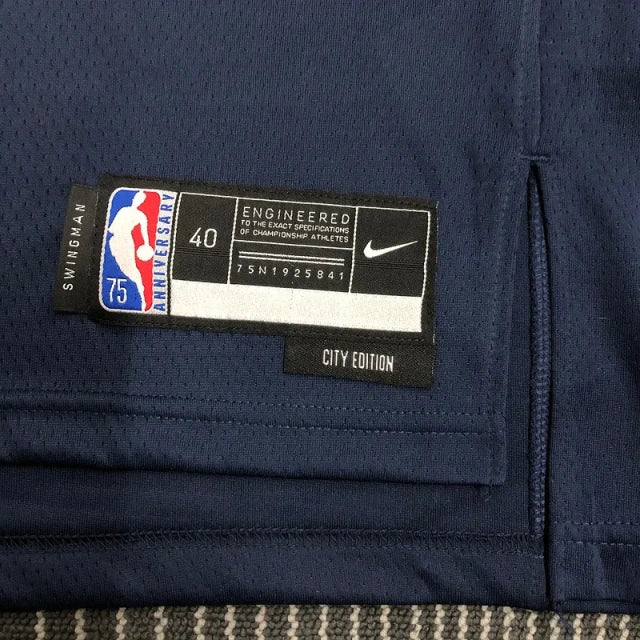 SWINGMAN
75
ANNIVERSARY
40
ENGINEERED
TO THE EXACT SPECIFICATIONS
OF CHAMPIONSHIP ATHLETES
75N1925841
CITY EDITION